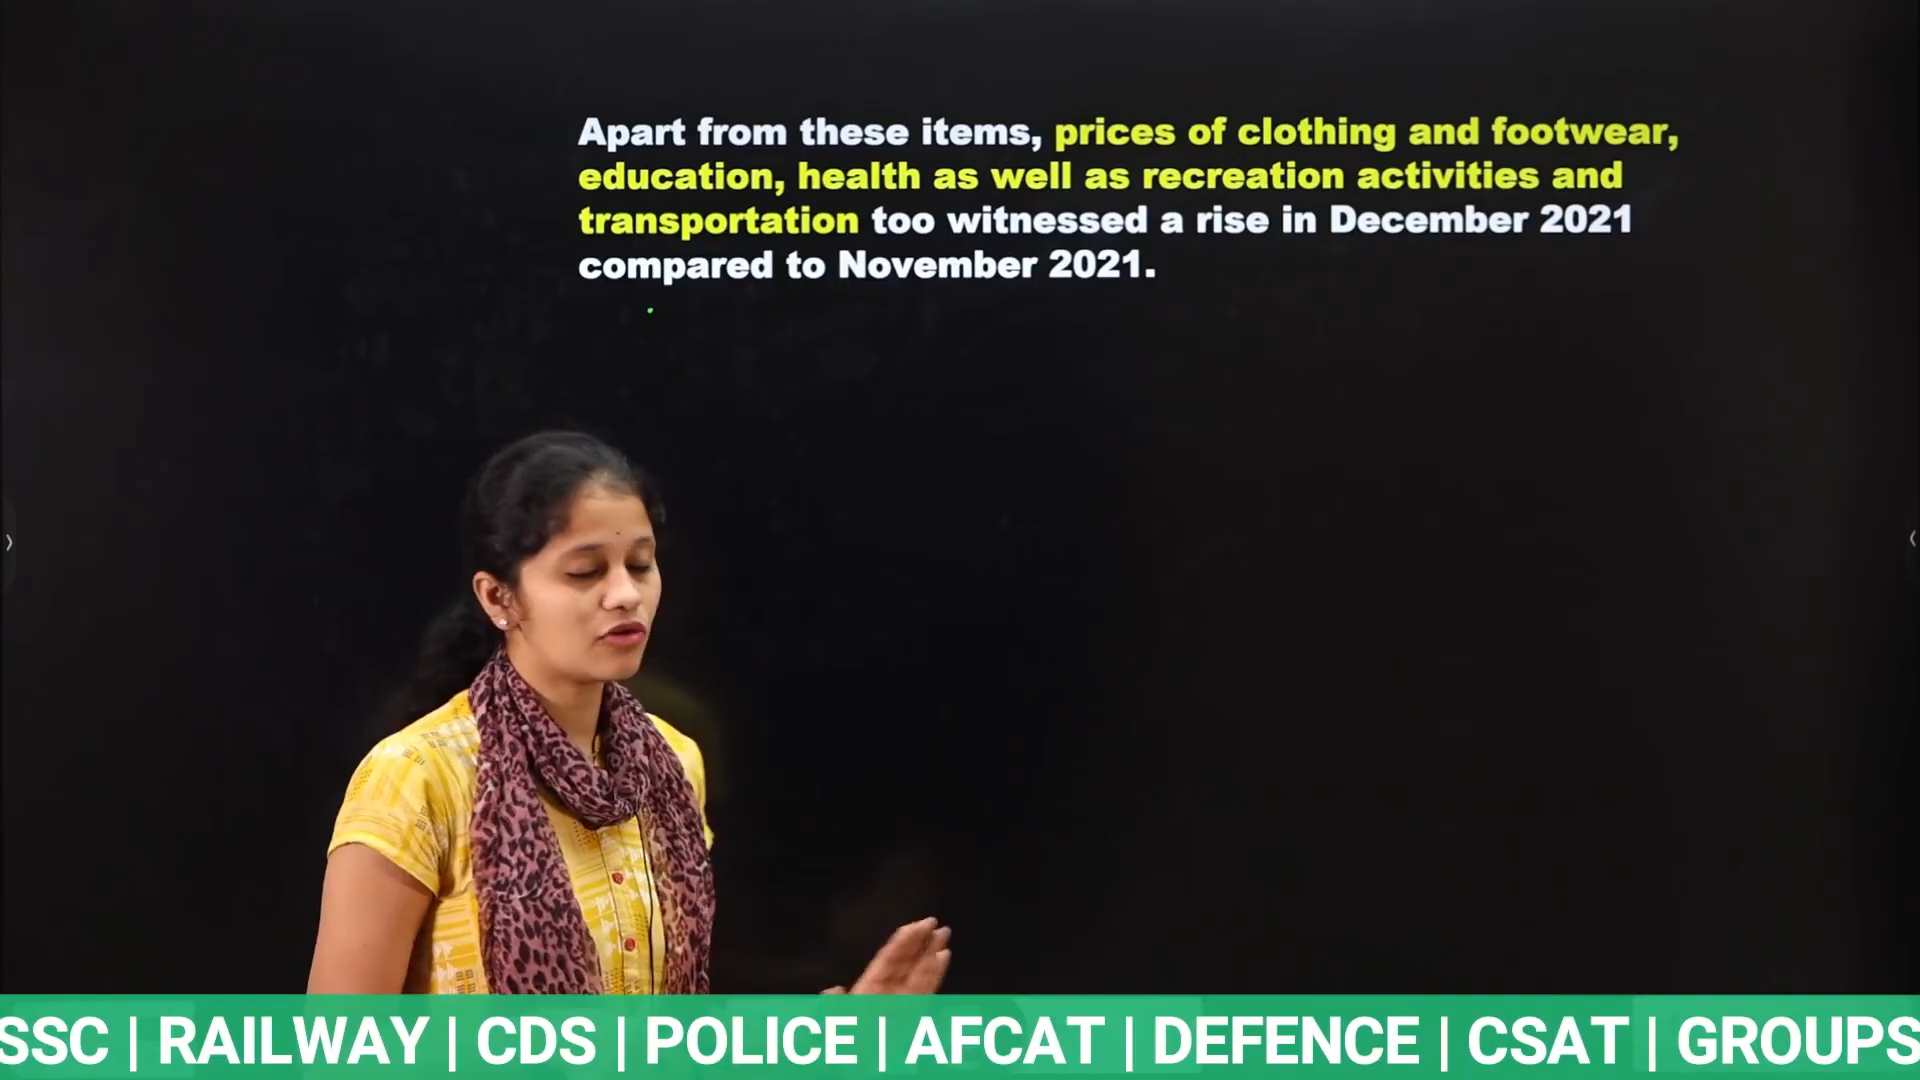 Apart from these items, prices of clothing and footwear,
education, health as well as recreation activities and
transportation too witnessed a rise in December 2021
compared to November 2021.
SSC | RAILWAY | CDS | POLICE | AFCAT | DEFENCE | CSAT | GROUPS